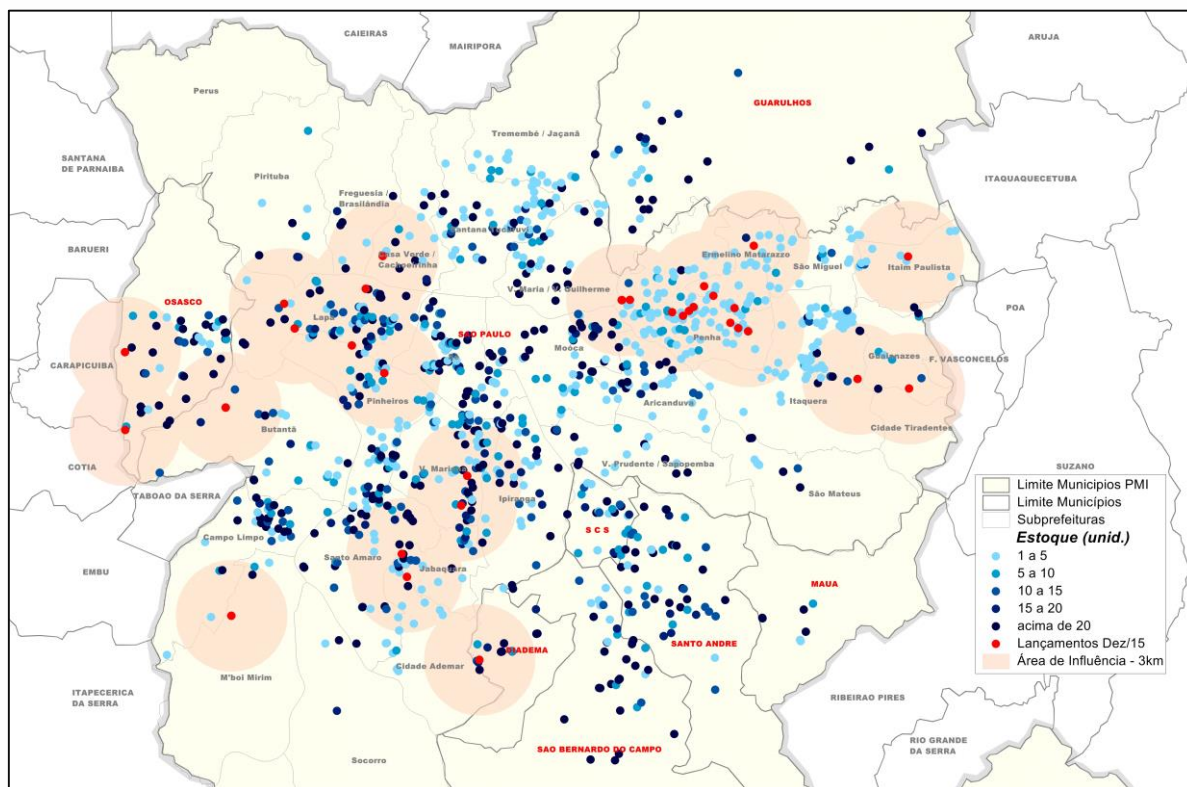 CAIEIRAS
MAIRIPORA
ARUJA
Perus
GUARULHOS
Tremembé / Jaçanã
SANTANA
DE PARNAIBA
Pirituba
ITAQUAQUECETUBA
Freguesia /
Brasilândia
Santana / Tucuruvi
BARUERI
Casa Verde /
Cachoeirinha
Ermelino Matarazzo
São Miguel
Itaim Paulista
V. Maria / V. Guilherme
OSASCO
POA
Lapa
SAO PAULO
Mooca
Penha
Guaianazes
F. VASCONCELOS
CARAPICUIBA
Pinheiros
Aricanduva
Itaquera
Butantã
Cidade Tiradentes
COTIA
V. Mariana
V. Prudente / Sapopemba
SUZANO
TABOAO DA SERRA
Ipiranga
São Mateus
Campo Limpo
S C S
Santo Amaro
EMBU
Jabaquara
MAUA
DIADEMA
SANTO ANDRE
Cidade Ademar
M'boi Mirim
ITAPECERICA
DA SERRA
RIBEIRAO PIRES
SAO BERNARDO DO CAMPO
RIO GRANDE
DA SERRA
Socorro
Limite Municipios PMI
Limite Municípios
Subprefeituras
Estoque (unid.)
1 a 5
5 a 10
10 a 15
15 a 20
acima de 20
Lançamentos Dez/15
Área de Influência - 3km